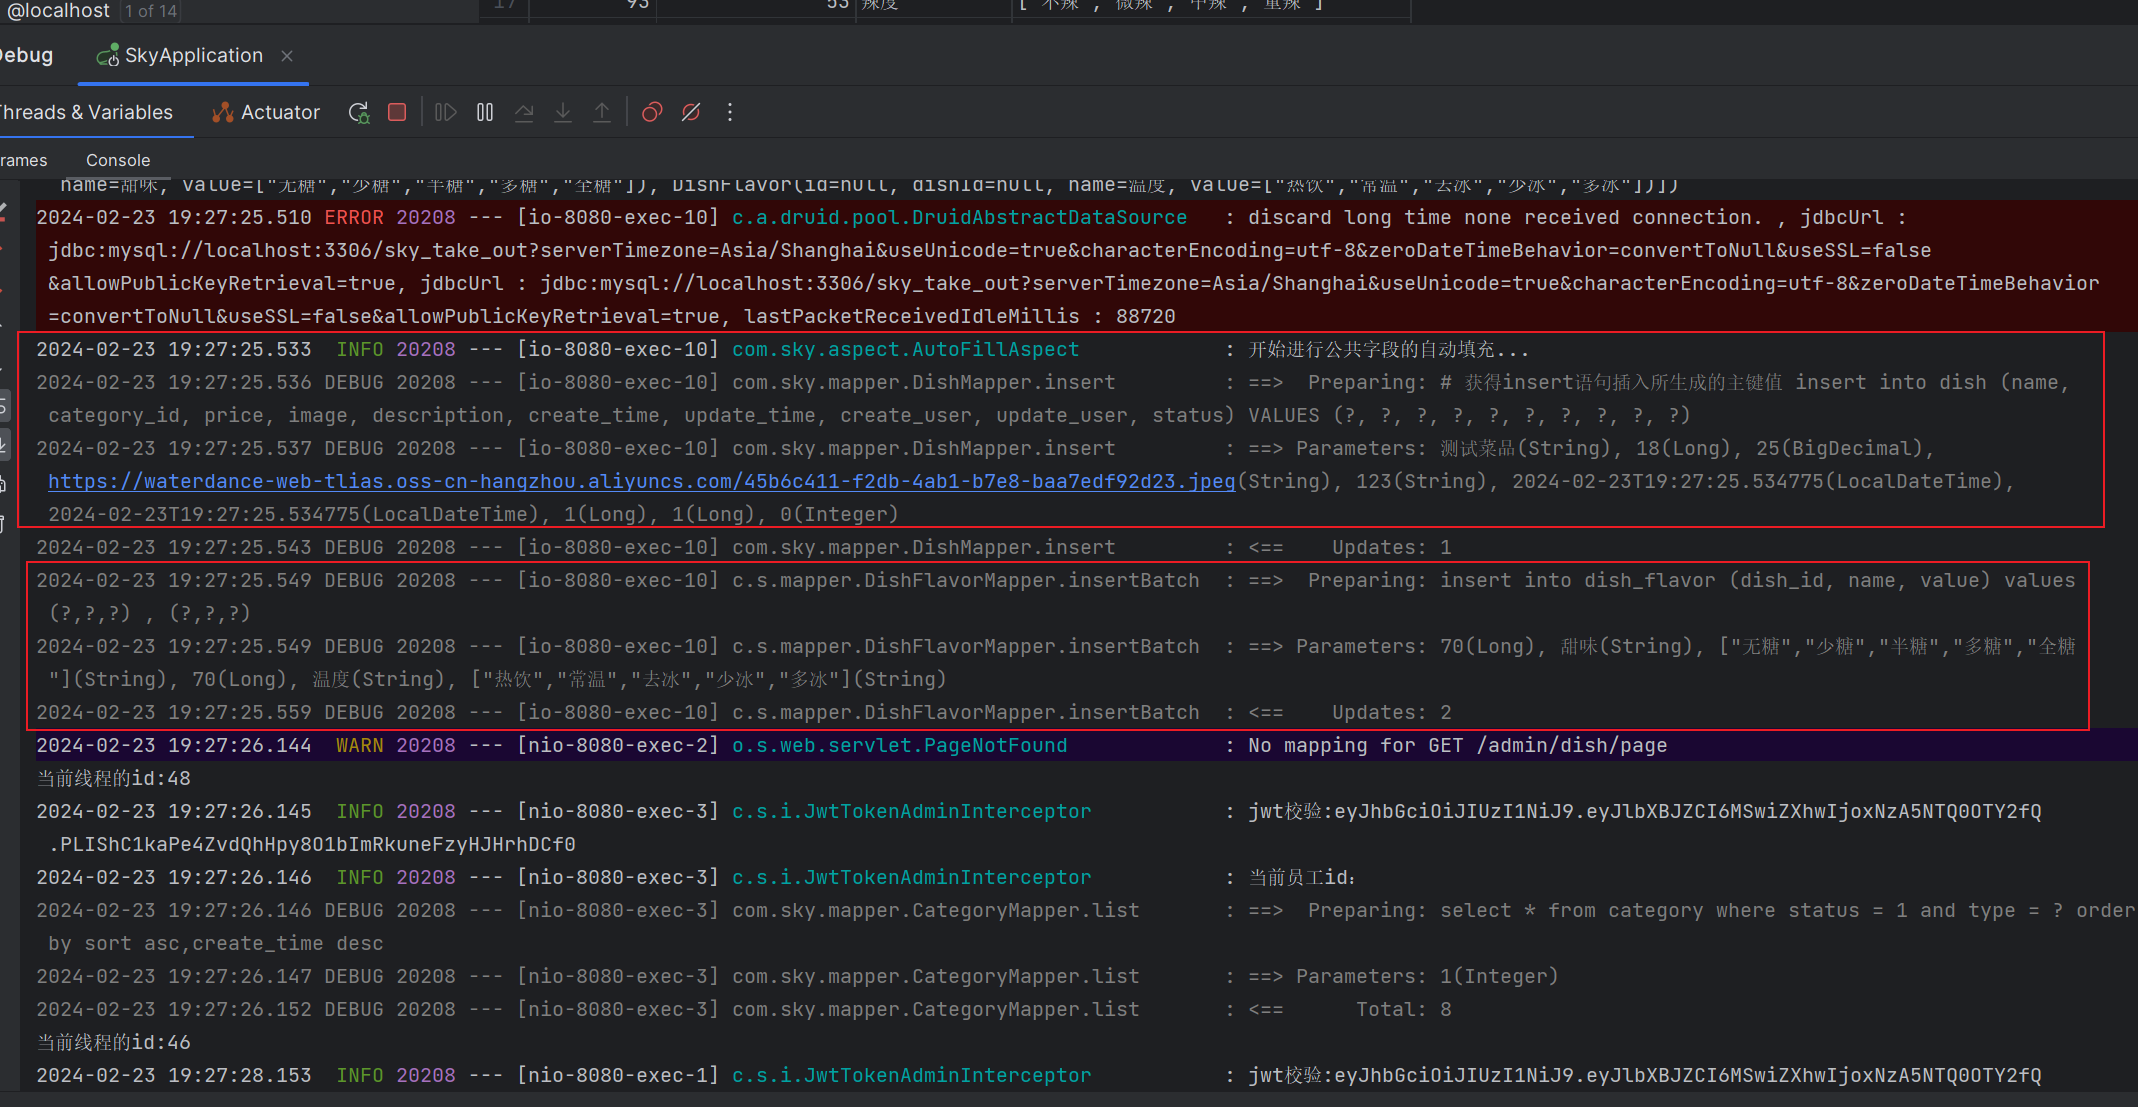 @localhost 1 of 14
17 93 53 辣度 ["不辣","微辣","中辣","重辣"]
Debug SkyApplication
Threads & Variables Actuator
Frames Console
name=甜味, value=["无糖","少糖","半糖","多糖","全糖"]), DishFlavor(id=null, dishId=null, name=温度, value=["热饮","常温","去冰","少冰","多冰"])])
2024-02-23 19:27:25.510 ERROR 20208 --- [io-8080-exec-10] c.a.druid.pool.DruidAbstractDataSource : discard long time none received connection. , jdbcUrl :
jdbc:mysql://localhost:3306/sky_take_out?serverTimezone=Asia/Shanghai&useUnicode=true&characterEncoding=utf-8&zeroDateTimeBehavior=convertToNull&useSSL=false
&allowPublicKeyRetrieval=true, jdbcUrl : jdbc:mysql://localhost:3306/sky_take_out?serverTimezone=Asia/Shanghai&useUnicode=true&characterEncoding=utf-8&zeroDateTimeBehavior
=convertToNull&useSSL=false&allowPublicKeyRetrieval=true, lastPacketReceivedIdleMillis : 88720
2024-02-23 19:27:25.533 INFO 20208 --- [io-8080-exec-10] com.sky.aspect.AutoFillAspect : 开始进行公共字段的自动填充...
2024-02-23 19:27:25.536 DEBUG 20208 --- [io-8080-exec-10] com.sky.mapper.DishMapper.insert : ==> Preparing: # 获得insert语句插入所生成的主键值 insert into dish (name,
category_id, price, image, description, create_time, update_time, create_user, update_user, status) VALUES (?, ?, ?, ?, ?, ?, ?, ?, ?, ?)
2024-02-23 19:27:25.537 DEBUG 20208 --- [io-8080-exec-10] com.sky.mapper.DishMapper.insert : ==> Parameters: 测试菜品(String), 18(Long), 25(BigDecimal),
https://waterdance-web-tlias.oss-cn-hangzhou.aliyuncs.com/45b6c411-f2db-4ab1-b7e8-baa7edf92d23.jpeg(String), 123(String), 2024-02-23T19:27:25.534775(LocalDateTime),
2024-02-23T19:27:25.534775(LocalDateTime), 1(Long), 1(Long), 0(Integer)
2024-02-23 19:27:25.543 DEBUG 20208 --- [io-8080-exec-10] com.sky.mapper.DishMapper.insert : <== Updates: 1
2024-02-23 19:27:25.549 DEBUG 20208 --- [io-8080-exec-10] c.s.mapper.DishFlavorMapper.insertBatch : ==> Preparing: insert into dish_flavor (dish_id, name, value) values
(?,?,?) , (?,?,?)
2024-02-23 19:27:25.549 DEBUG 20208 --- [io-8080-exec-10] c.s.mapper.DishFlavorMapper.insertBatch : ==> Parameters: 70(Long), 甜味(String), ["无糖","少糖","半糖","多糖","全糖
"](String), 70(Long), 温度(String), ["热饮","常温","去冰","少冰","多冰"](String)
2024-02-23 19:27:25.559 DEBUG 20208 --- [io-8080-exec-10] c.s.mapper.DishFlavorMapper.insertBatch : <== Updates: 2
2024-02-23 19:27:26.144 WARN 20208 --- [nio-8080-exec-2] o.s.web.servlet.PageNotFound : No mapping for GET /admin/dish/page
当前线程的id:48
2024-02-23 19:27:26.145 INFO 20208 --- [nio-8080-exec-3] c.s.i.JwtTokenAdminInterceptor : jwt校验:eyJhbGciOiJIUzI1NiJ9.eyJlbXBJZCI6MSwiZXhwIjoxNzA5NTQ0OTY2fQ
.PLIShC1kaPe4ZvdQhHpy8O1bImRkuneFzyHJHrhDCf0
2024-02-23 19:27:26.146 INFO 20208 --- [nio-8080-exec-3] c.s.i.JwtTokenAdminInterceptor : 当前员工id:
2024-02-23 19:27:26.146 DEBUG 20208 --- [nio-8080-exec-3] com.sky.mapper.CategoryMapper.list : ==> Preparing: select * from category where status = 1 and type = ? order
by sort asc,create_time desc
2024-02-23 19:27:26.147 DEBUG 20208 --- [nio-8080-exec-3] com.sky.mapper.CategoryMapper.list : ==> Parameters: 1(Integer)
2024-02-23 19:27:26.152 DEBUG 20208 --- [nio-8080-exec-3] com.sky.mapper.CategoryMapper.list : <== Total: 8
当前线程的id:46
2024-02-23 19:27:28.153 INFO 20208 --- [nio-8080-exec-1] c.s.i.JwtTokenAdminInterceptor : jwt校验:eyJhbGciOiJIUzI1NiJ9.eyJlbXBJZCI6MSwiZXhwIjoxNzA5NTQ0OTY2fQ